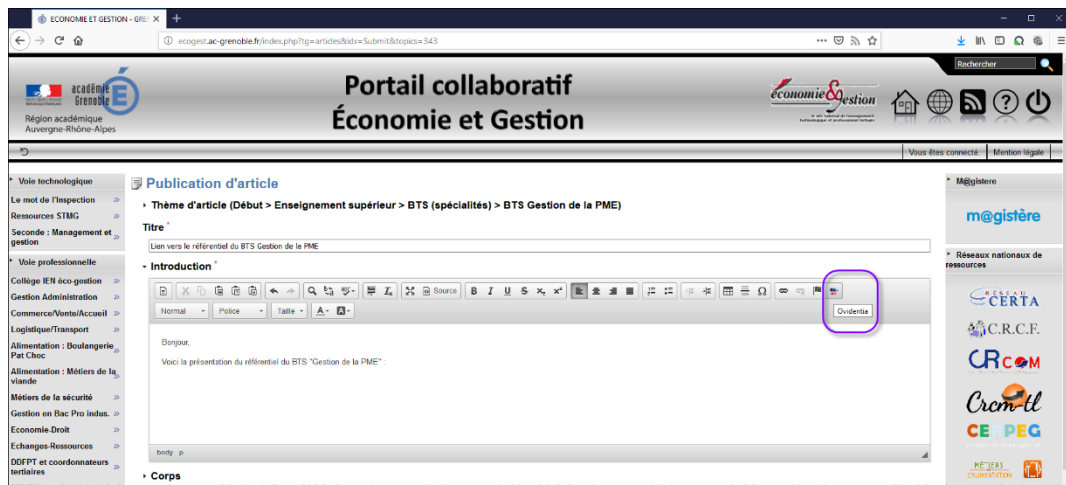 ECONOMIE ET GESTION - GRE
ecogest.ac-grenoble.fr/index.php?tg=articles&idx=Submit&topics=343
Rechercher
académie
Grenoble
Région académique
Auvergne-Rhône-Alpes
Portail collaboratif
Économie et Gestion
économie Gestion
Vous êtes connecté
Mention légale
Voie technologique
Le mot de l'Inspection
Ressources STMG
Seconde : Management et
gestion
Voie professionnelle
Collège IEN éco-gestion
Gestion Administration
Commerce/Vente/Accueil
Logistique/Transport
Alimentation : Boulangerie
Pat Choc
Alimentation : Métiers de la
viande
Métiers de la sécurité
Gestion en Bac Pro indus.
Economie-Droit
Echanges-Ressources
DDFPT et coordonnateurs
tertiaires
Publication d'article
Thème d'article (Début > Enseignement supérieur > BTS (spécialités) > BTS Gestion de la PME)
Titre *
Lien vers le référentiel du BTS Gestion de la PME
Introduction *
Source
Normal
Police
Taille
Ovidentia
Bonjour,
Voici la présentation du référentiel du BTS "Gestion de la PME" :
body p
Corps
M@gistere
m@gistère
Réseaux nationaux de
ressources
RÉSEAU
CERTA
C.R.C.F.
CRCOM
Crcm-tl
CERPEG
MÉTIERS
L'ALIMENTATION